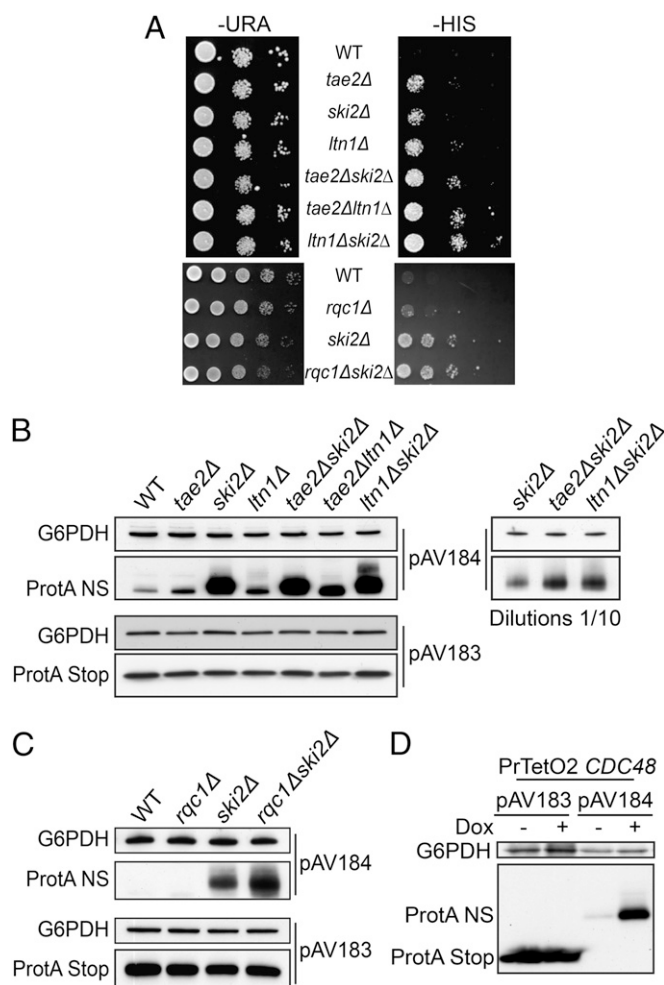 A
-URA -HIS
WT
tae2Δ
ski2Δ
ltn1Δ
tae2Δski2Δ
tae2Δltn1Δ
ltn1Δski2Δ
WT
rqc1Δ
ski2Δ
rqc1Δski2Δ
B
WT tae2Δ ski2Δ ltn1Δ tae2Δski2Δ tae2Δltn1Δ ltn1Δski2Δ
G6PDH
ProtA NS
pAV184
G6PDH
ProtA Stop
pAV183
ski2Δ tae2Δski2Δ ltn1Δski2Δ
Dilutions 1/10
C
WT rqc1Δ ski2Δ rqc1Δski2Δ
G6PDH
ProtA NS
pAV184
G6PDH
ProtA Stop
pAV183
D
PrTetO2 CDC48
pAV183 pAV184
Dox - + - +
G6PDH
ProtA NS
ProtA Stop